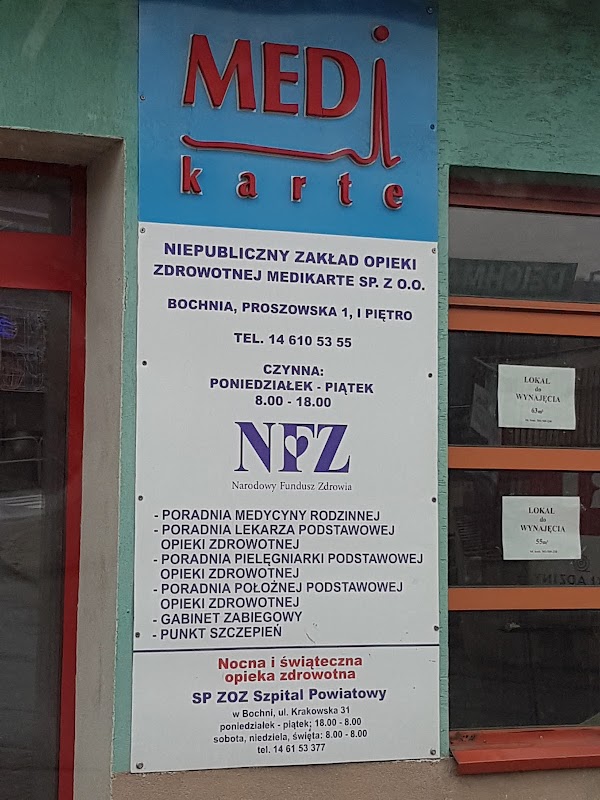 MEDi
karte
NIEPUBLICZNY ZAKŁAD OPIEKI
ZDROWOTNEJ MEDIKARTE SP. Z O.O.
BOCHNIA, PROSZOWSKA 1, I PIĘTRO
TEL. 14 610 53 55
CZYNNA:
PONIEDZIAŁEK - PIĄTEK
8.00 - 18.00
NFZ
Narodowy Fundusz Zdrowia
- PORADNIA MEDYCYNY RODZINNEJ
- PORADNIA LEKARZA PODSTAWOWEJ
OPIEKI ZDROWOTNEJ
- PORADNIA PIELĘGNIARKI PODSTAWOWEJ
OPIEKI ZDROWOTNEJ
- PORADNIA POŁOŻNEJ PODSTAWOWEJ
OPIEKI ZDROWOTNEJ
- GABINET ZABIEGOWY
- PUNKT SZCZEPIEŃ
Nocna i świąteczna
opieka zdrowotna
SP ZOZ Szpital Powiatowy
w Bochni, ul. Krakowska 31
poniedziałek - piątek; 18.00 - 8.00
sobota, niedziela, święta: 8.00 - 8.00
tel. 14 61 53 377
LOKAL
do
WYNAJĘCIA
63m²
LOKAL
do
WYNAJĘCIA
55m²